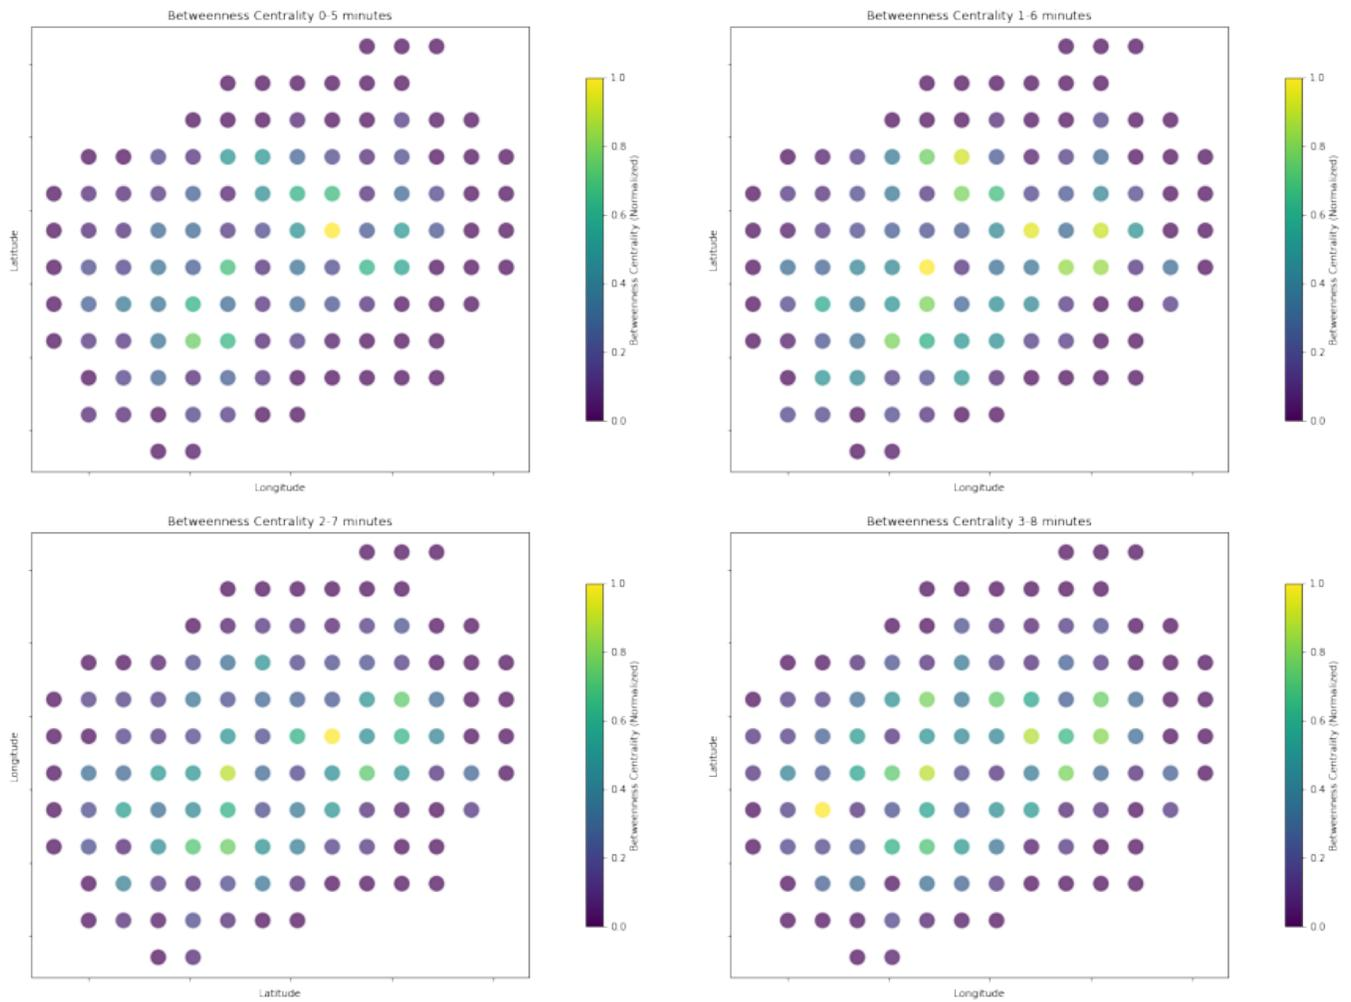 Betweenness Centrality 0-5 minutes
1.0
0.8
0.6
0.4
0.2
0.0
Betweenness Centrality (Normalized)
Latitude
Longitude
Betweenness Centrality 1-6 minutes
1.0
0.8
0.6
0.4
0.2
0.0
Betweenness Centrality (Normalized)
Latitude
Longitude
Betweenness Centrality 2-7 minutes
1.0
0.8
0.6
0.4
0.2
0.0
Betweenness Centrality (Normalized)
Longitude
Latitude
Betweenness Centrality 3-8 minutes
1.0
0.8
0.6
0.4
0.2
0.0
Betweenness Centrality (Normalized)
Latitude
Longitude